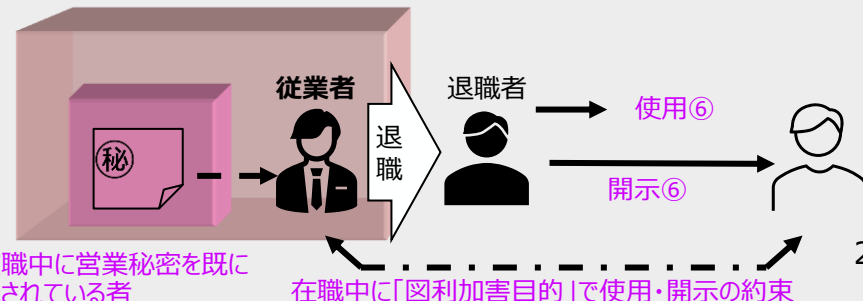 従業者
退職者
使用⑥
退職
㊙
開示⑥
職中に営業秘密を既に
されている者
在職中に「図利加害目的」で使用・開示の約束
2